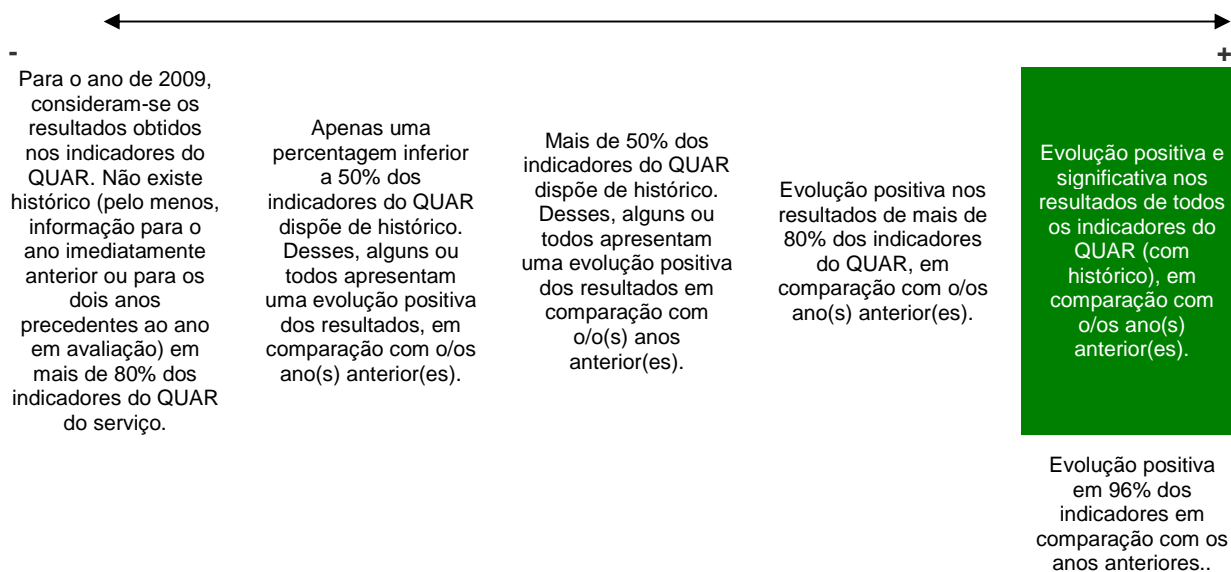 -
+
Para o ano de 2009,
consideram-se os
resultados obtidos
nos indicadores do
QUAR. Não existe
histórico (pelo menos,
informação para o
ano imediatamente
anterior ou para os
dois anos
precedentes ao ano
em avaliação) em
mais de 80% dos
indicadores do QUAR
do serviço.
Apenas uma
percentagem inferior
a 50% dos
indicadores do QUAR
dispõe de histórico.
Desses, alguns ou
todos apresentam
uma evolução positiva
dos resultados, em
comparação com o/os
ano(s) anterior(es).
Mais de 50% dos
indicadores do QUAR
dispõe de histórico.
Desses, alguns ou
todos apresentam
uma evolução positiva
dos resultados em
comparação com
o/o(s) anos
anterior(es).
Evolução positiva nos
resultados de mais de
80% dos indicadores
do QUAR, em
comparação com o/os
ano(s) anterior(es).
Evolução positiva e
significativa nos
resultados de todos
os indicadores do
QUAR (com
histórico), em
comparação com
o/os ano(s)
anterior(es).
Evolução positiva
em 96% dos
indicadores em
comparação com os
anos anteriores..